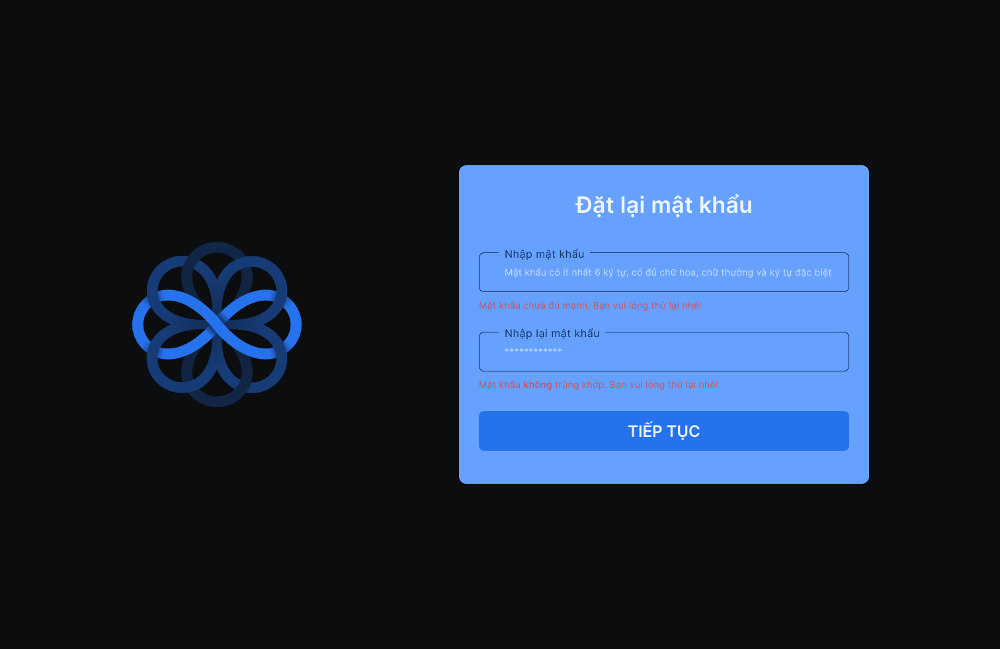 Đặt lại mật khẩu
Nhập mật khẩu
Mật khẩu có ít nhất 6 ký tự, có đủ chữ hoa, chữ thường và ký tự đặc biệt
Mật khẩu chưa đủ mạnh. Bạn vui lòng thử lại nhé!
Nhập lại mật khẩu
************
Mật khẩu không trùng khớp. Bạn vui lòng thử lại nhé!
TIẾP TỤC